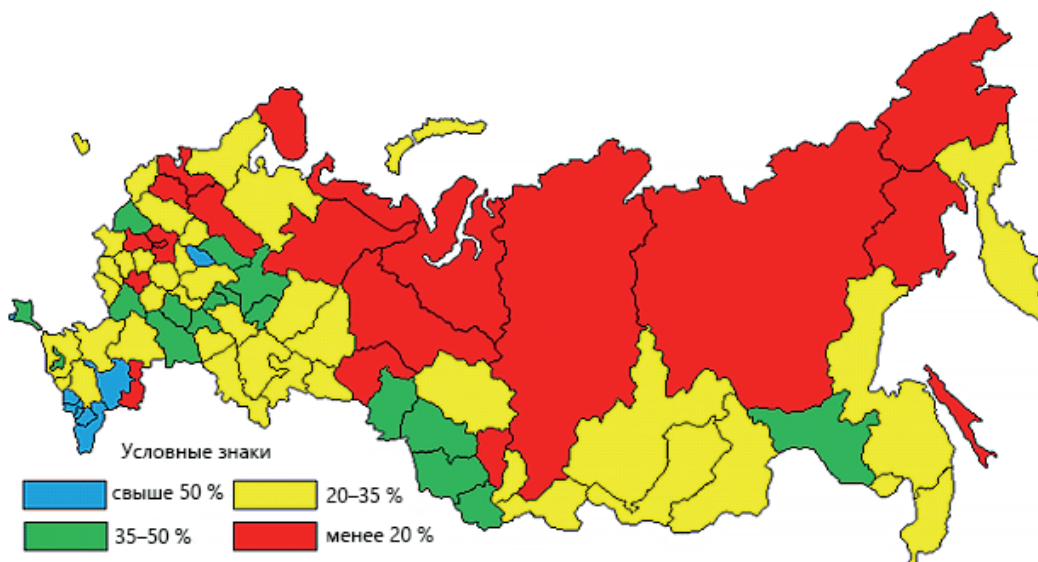 Условные знаки
свыше 50 %
20–35 %
35–50 %
менее 20 %